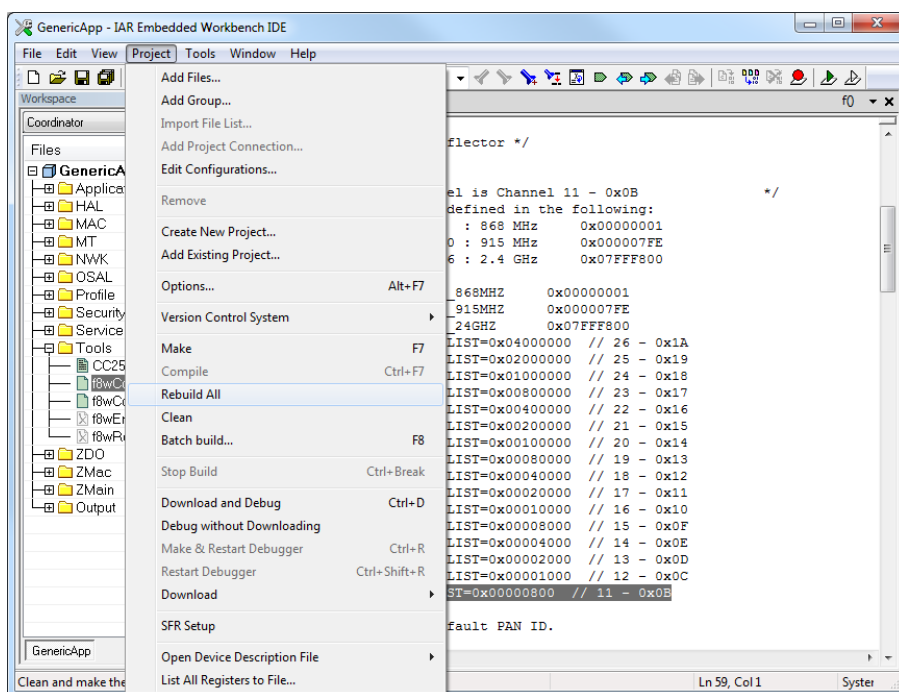 GenericApp - IAR Embedded Workbench IDE
File Edit View Project Tools Window Help
Workspace
f()
Coordinator
Files
GenericA
Applica
HAL
MAC
MT
NWK
OSAL
Profile
Security
Service
Tools
CC25
f8wCo
f8wCo
f8wEn
f8wRo
ZDO
ZMac
ZMain
Output
GenericApp
Add Files...
Add Group...
Import File List...
Add Project Connection...
Edit Configurations...
Remove
Create New Project...
Add Existing Project...
Options... Alt+F7
Version Control System
Make F7
Compile Ctrl+F7
Rebuild All
Clean
Batch build... F8
Stop Build Ctrl+Break
Download and Debug Ctrl+D
Debug without Downloading
Make & Restart Debugger Ctrl+R
Restart Debugger Ctrl+Shift+R
Download
SFR Setup
Open Device Description File
List All Registers to File...
flector */
el is Channel 11 - 0x0B */
defined in the following:
: 868 MHz 0x00000001
0 : 915 MHz 0x000007FE
6 : 2.4 GHz 0x07FFF800
_868MHZ 0x00000001
_915MHZ 0x000007FE
_24GHZ 0x07FFF800
LIST=0x04000000 // 26 - 0x1A
LIST=0x02000000 // 25 - 0x19
LIST=0x01000000 // 24 - 0x18
LIST=0x00800000 // 23 - 0x17
LIST=0x00400000 // 22 - 0x16
LIST=0x00200000 // 21 - 0x15
LIST=0x00100000 // 20 - 0x14
LIST=0x00080000 // 19 - 0x13
LIST=0x00040000 // 18 - 0x12
LIST=0x00020000 // 17 - 0x11
LIST=0x00010000 // 16 - 0x10
LIST=0x00008000 // 15 - 0x0F
LIST=0x00004000 // 14 - 0x0E
LIST=0x00002000 // 13 - 0x0D
LIST=0x00001000 // 12 - 0x0C
ST=0x00000800 // 11 - 0x0B
fault PAN ID.
Clean and make the
Ln 59, Col 1
Syster